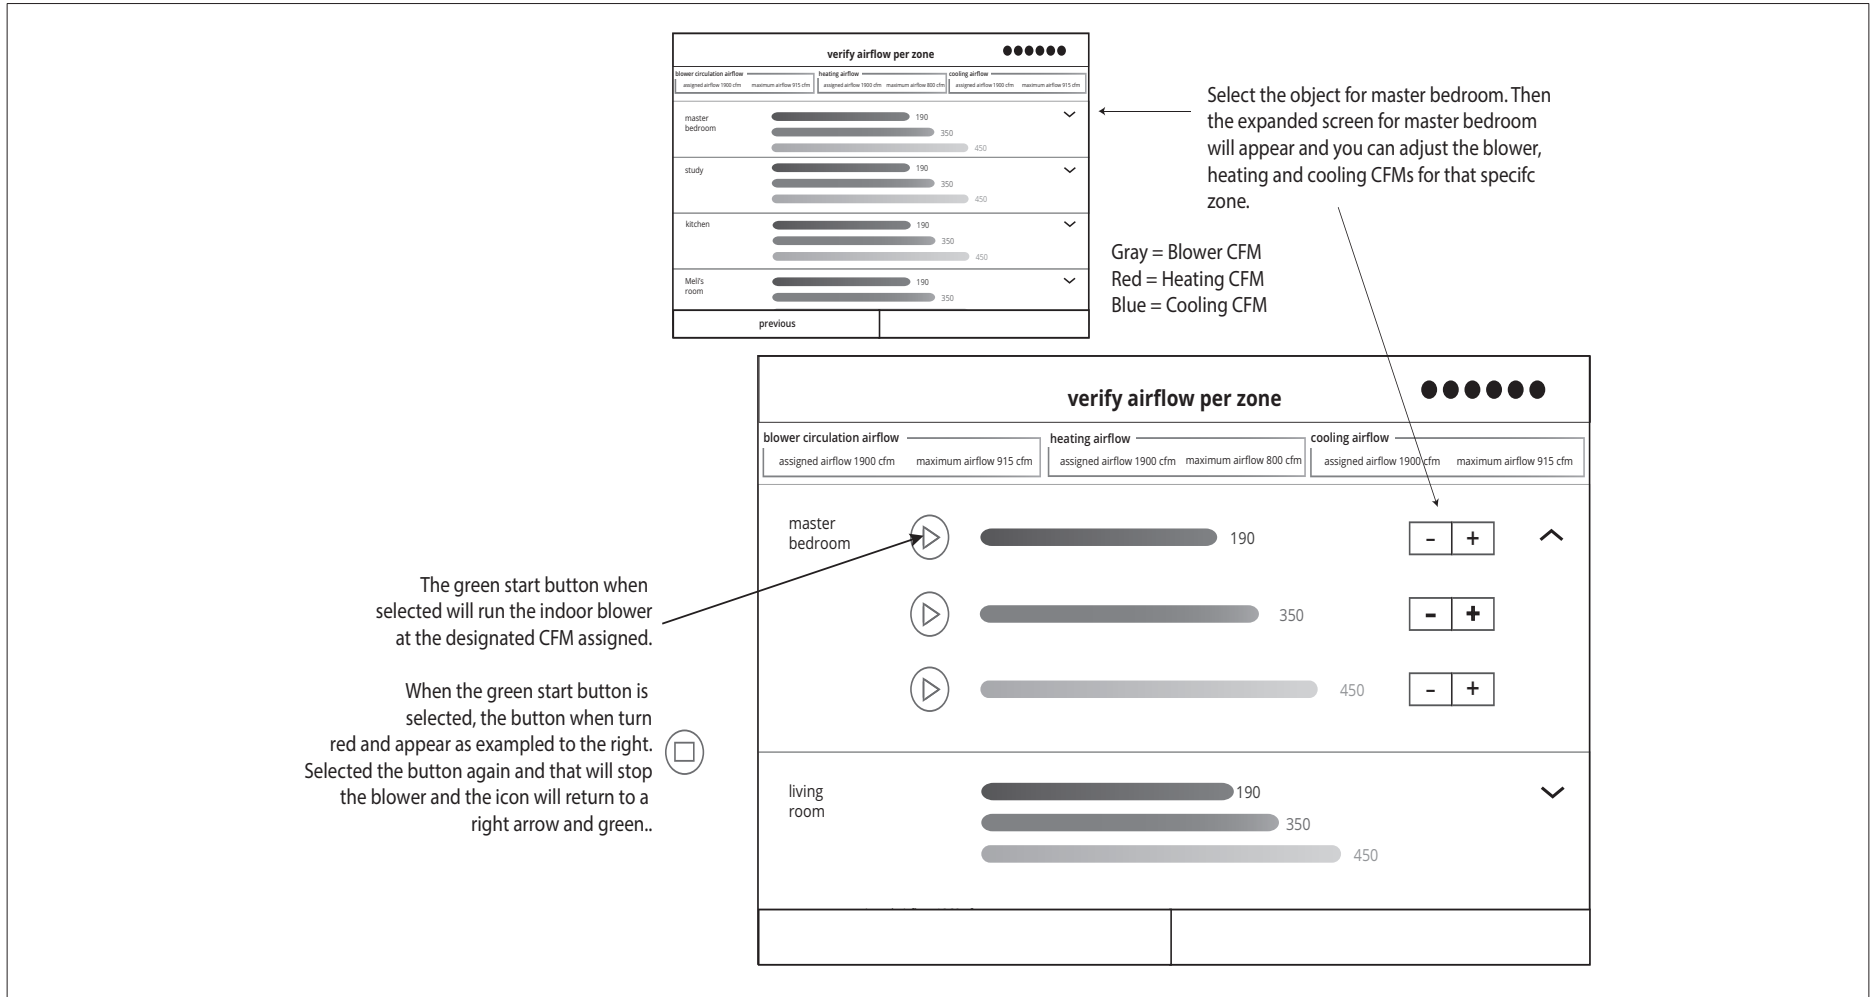 verify airflow per zone
blower circulation airflow
assigned airflow 1900 cfm maximum airflow 915 cfm
heating airflow
assigned airflow 1900 cfm maximum airflow 800 cfm
cooling airflow
assigned airflow 1900 cfm maximum airflow 915 cfm
master
bedroom
190
350
450
study
190
350
450
kitchen
190
350
450
Meli's
room
190
350
previous
Select the object for master bedroom. Then
the expanded screen for master bedroom
will appear and you can adjust the blower,
heating and cooling CFMs for that specifc
zone.
Gray = Blower CFM
Red = Heating CFM
Blue = Cooling CFM
verify airflow per zone
blower circulation airflow
assigned airflow 1900 cfm maximum airflow 915 cfm
heating airflow
assigned airflow 1900 cfm maximum airflow 800 cfm
cooling airflow
assigned airflow 1900 cfm maximum airflow 915 cfm
master
bedroom
190 - +
350 - +
450 - +
living
room
190
350
450
The green start button when
selected will run the indoor blower
at the designated CFM assigned.
When the green start button is
selected, the button when turn
red and appear as exampled to the right.
Selected the button again and that will stop
the blower and the icon will return to a
right arrow and green..